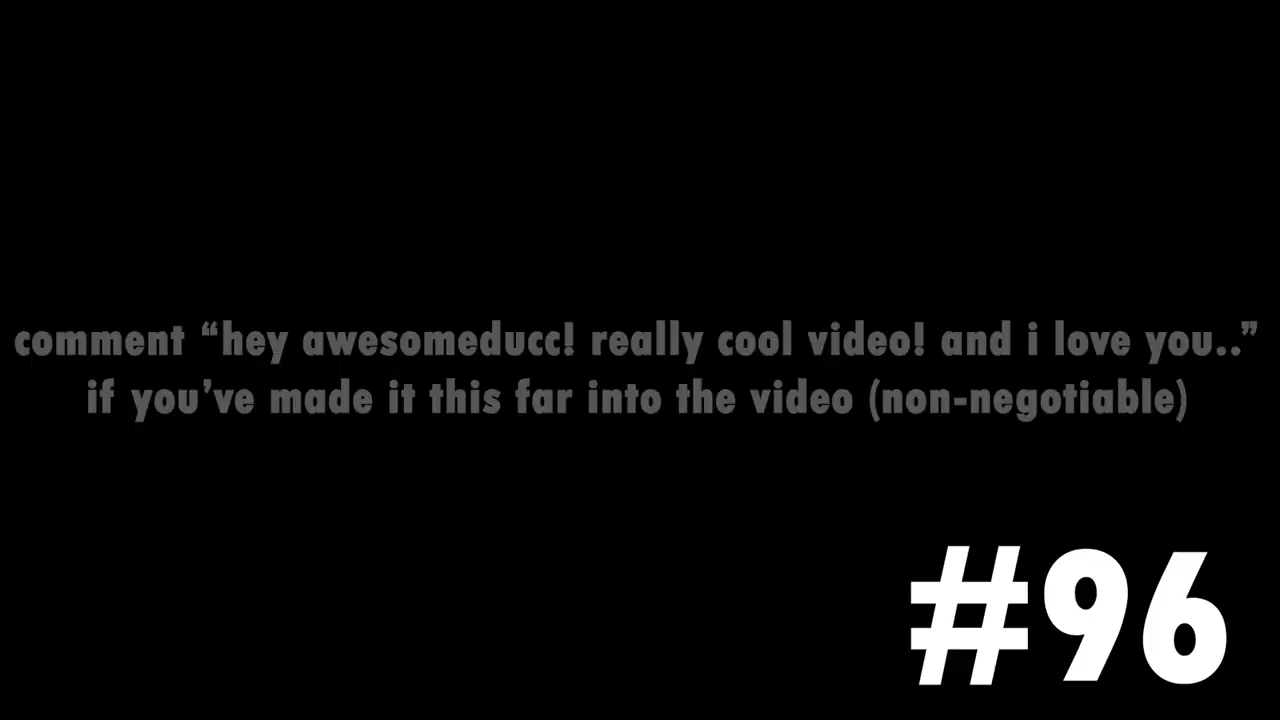 comment “hey awesomeducc! really cool video! and i love you..”
if you’ve made it this far into the video (non-negotiable)
#96